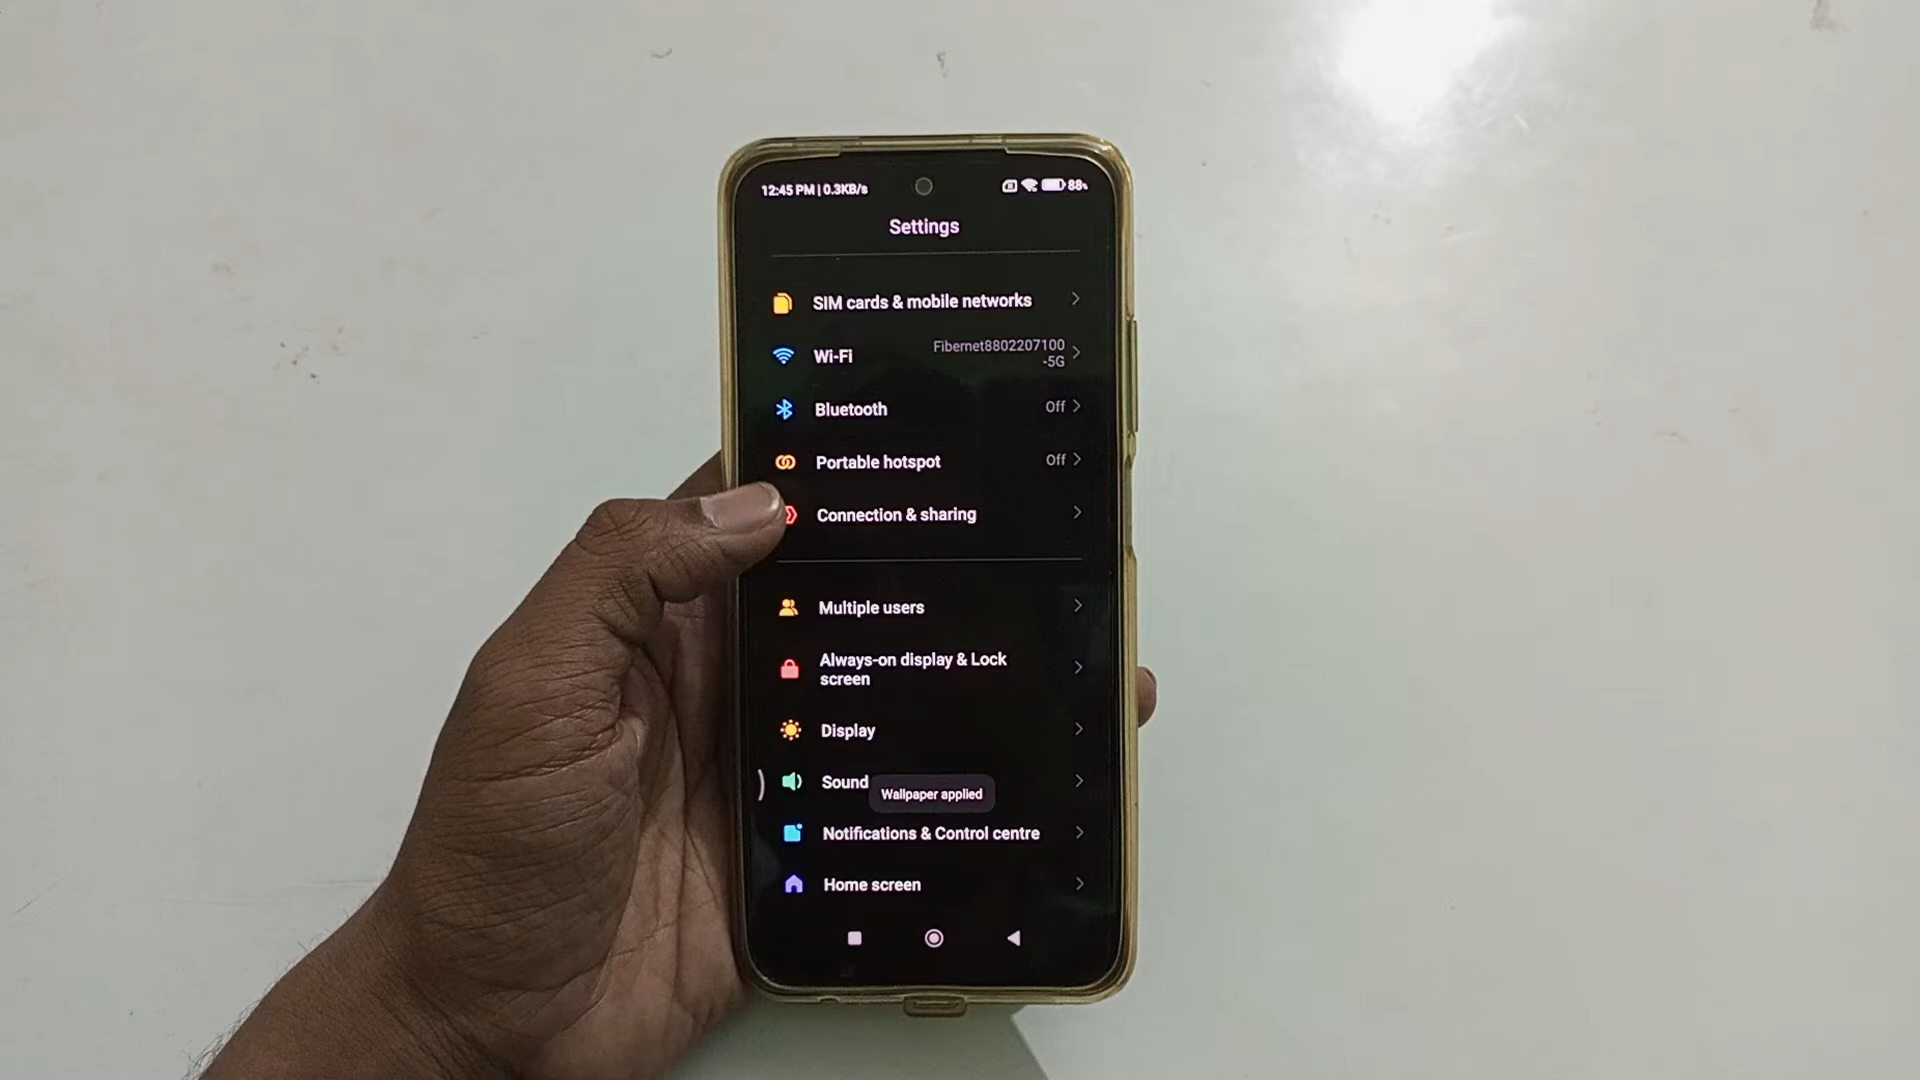 12:45 PM | 0.3KB/s
88%
Settings
SIM cards & mobile networks
Wi-Fi
Fibernet8802207100
-5G
Bluetooth
Off
Portable hotspot
Off
Connection & sharing
Multiple users
Always-on display & Lock
screen
Display
Sound
Wallpaper applied
Notifications & Control centre
Home screen